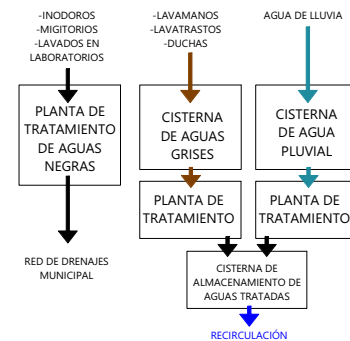 -INODOROS
-MIGITORIOS
-LAVADOS EN
LABORATORIOS
-LAVAMANOS
-LAVATRASTOS
-DUCHAS
AGUA DE LLUVIA
PLANTA DE
TRATAMIENTO
DE AGUAS
NEGRAS
CISTERNA
DE AGUAS
GRISES
CISTERNA
DE AGUA
PLUVIAL
PLANTA DE
TRATAMIENTO
PLANTA DE
TRATAMIENTO
RED DE DRENAJES
MUNICIPAL
CISTERNA DE
ALMACENAMIENTO DE
AGUAS TRATADAS
RECIRCULACIÓN